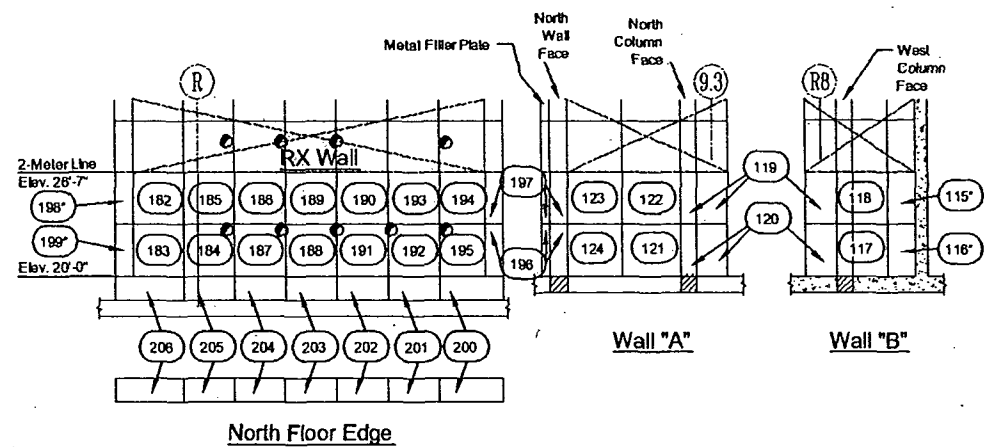 North
Wall
Face
North
Column
Face
Metal Filler Plate
West
Column
Face
R
9.3
R8
RX Wall
2-Meter Line
Elev. 26'-7"
198*
182
185
186
189
190
193
194
197
123
122
119
118
115*
199*
183
184
187
188
191
192
195
196
124
121
120
117
116*
Elev. 20'-0"
206
205
204
203
202
201
200
Wall "A"
Wall "B"
North Floor Edge